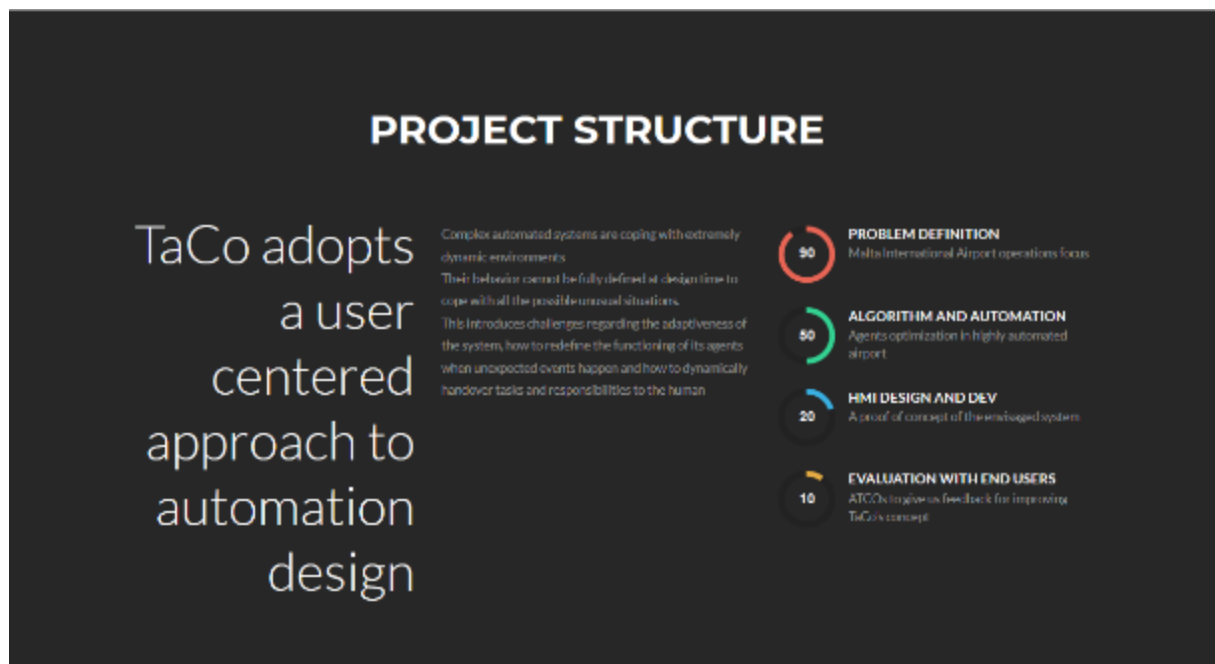 PROJECT STRUCTURE
TaCo adopts
a user
centered
approach to
automation
design
Complex automated systems are coping with extremely
dynamic environments
Their behavior cannot be fully defined at design time to
cope with all the possible unusual situations.
This introduces challenges regarding the adaptiveness of
the system, how to redefine the functioning of its agents
when unexpected events happen and how to dynamically
handover tasks and responsibilities to the human
90
PROBLEM DEFINITION
Malta International Airport operations focus
50
ALGORITHM AND AUTOMATION
Agents optimization in highly automated
airport
20
HMI DESIGN AND DEV
A proof of concept of the envisaged system
10
EVALUATION WITH END USERS
ATCOs to give us feedback for improving
TaCo's concept